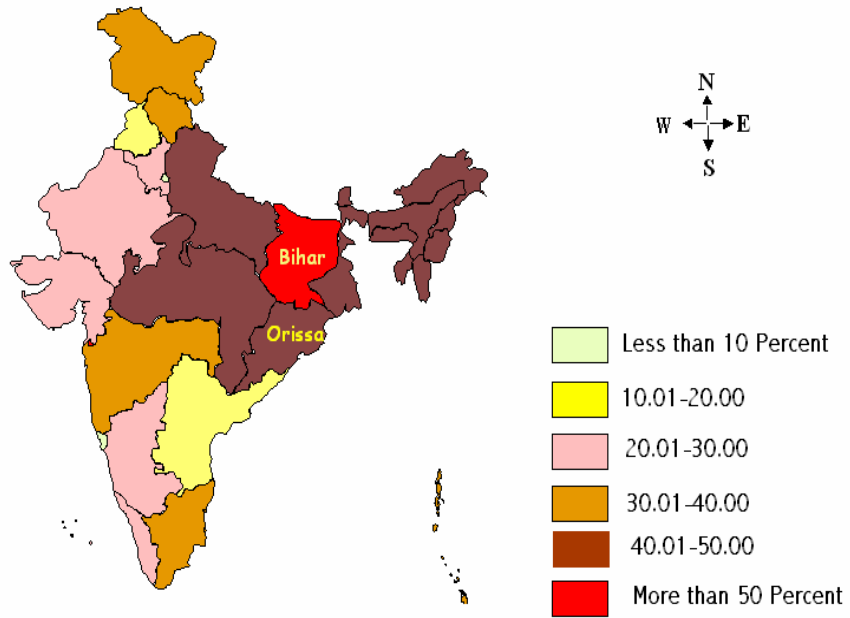 N
W E
S
Bihar
Orissa
Less than 10 Percent
10.01-20.00
20.01-30.00
30.01-40.00
40.01-50.00
More than 50 Percent